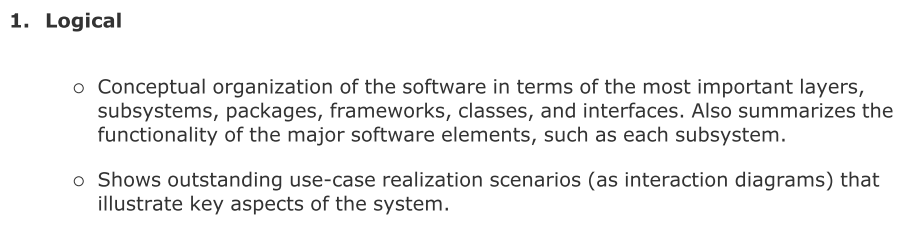 1. Logical
○ Conceptual organization of the software in terms of the most important layers,
subsystems, packages, frameworks, classes, and interfaces. Also summarizes the
functionality of the major software elements, such as each subsystem.
○ Shows outstanding use-case realization scenarios (as interaction diagrams) that
illustrate key aspects of the system.